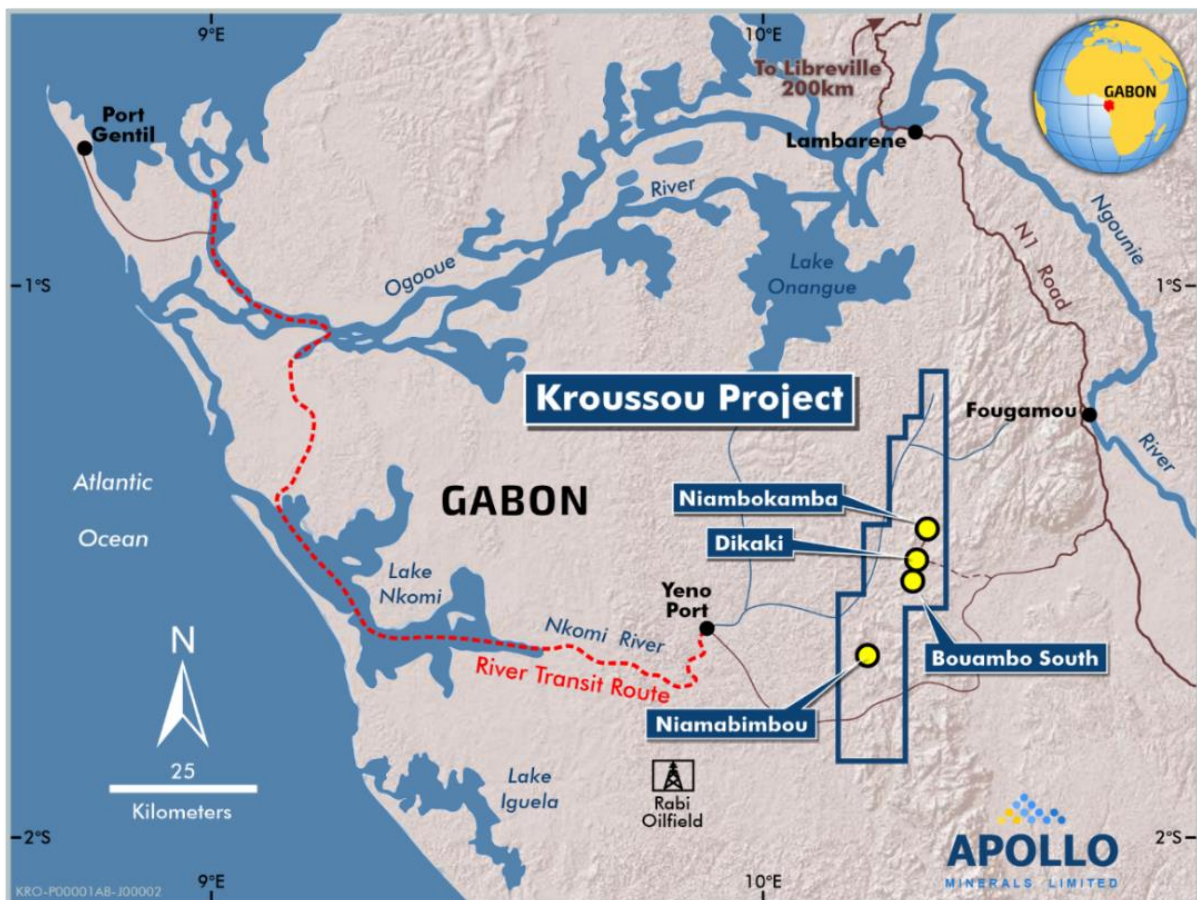 9°E
10°E
To Libreville
200km
GABON
Port
Gentil
Lambarene
River
Ngounie
Ogooue
Lake
Onangue
N1 Road
1°S
1°S
Kroussou Project
Fougamou
River
Atlantic
Ocean
GABON
Niambokamba
Dikaki
Lake
Nkomi
Yeno
Port
Nkomi River
Bouambo South
River Transit Route
N
Niamabimbou
25
Kilometers
Lake
Iguela
Rabi
Oilfield
2°S
2°S
APOLLO
MINERALS LIMITED
KRO-P00001AB-J00002
9°E
10°E